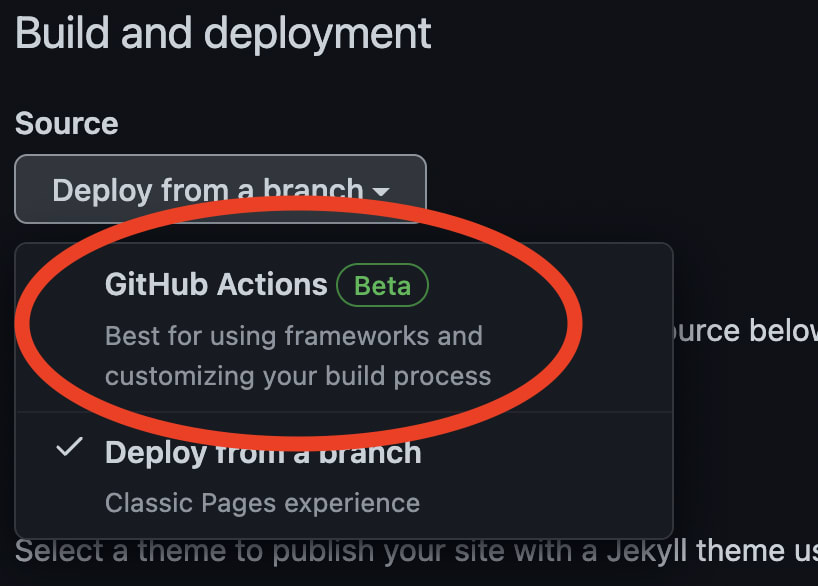 Build and deployment
Source
Deploy from a branch
GitHub Actions Beta
Best for using frameworks and
customizing your build process
urce below
Deploy from a branch
Classic Pages experience
Select a theme to publish your site with a Jekyll theme us